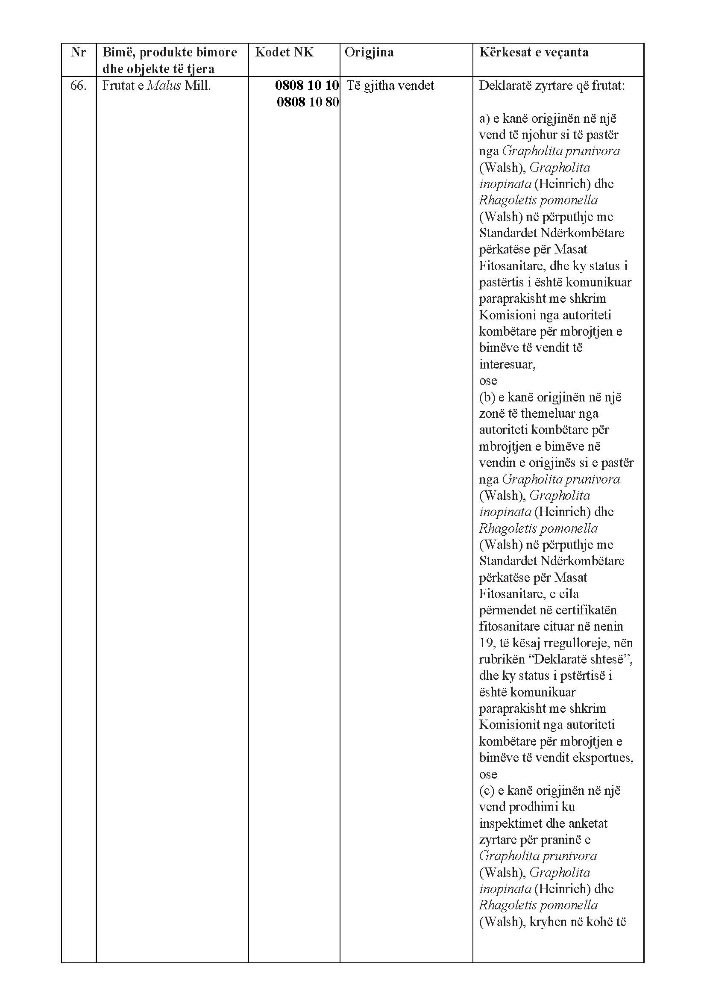 Nr
Bimë, produkte bimore
dhe objekte të tjera
Kodet NK
Origjina
Kërkesat e veçanta
66.
Frutat e Malus Mill.
0808 10 10
0808 10 80
Të gjitha vendet
Deklaratë zyrtare që frutat:
a) e kanë origjinën në një
vend të njohur si të pastër
nga Grapholita prunivora
(Walsh), Grapholita
inopinata (Heinrich) dhe
Rhagoletis pomonella
(Walsh) në përputhje me
Standardet Ndërkombëtare
përkatëse për Masat
Fitosanitare, dhe ky status i
pastërtis i është komunikuar
paraprakisht me shkrim
Komisioni nga autoriteti
kombëtare për mbrojtjen e
bimëve të vendit të
interesuar,
ose
(b) e kanë origjinën në një
zonë të themeluar nga
autoriteti kombëtare për
mbrojtjen e bimëve në
vendin e origjinës si e pastër
nga Grapholita prunivora
(Walsh), Grapholita
inopinata (Heinrich) dhe
Rhagoletis pomonella
(Walsh) në përputhje me
Standardet Ndërkombëtare
përkatëse për Masat
Fitosanitare, e cila
përmendet në certifikatën
fitosanitare cituar në nenin
19, të kësaj rregulloreje, nën
rubrikën “Deklaratë shtesë”,
dhe ky status i pstërtisë i
është komunikuar
paraprakisht me shkrim
Komisionit nga autoriteti
kombëtare për mbrojtjen e
bimëve të vendit eksportues,
ose
(c) e kanë origjinën në një
vend prodhimi ku
inspektimet dhe anketat
zyrtare për praninë e
Grapholita prunivora
(Walsh), Grapholita
inopinata (Heinrich) dhe
Rhagoletis pomonella
(Walsh), kryhen në kohë të